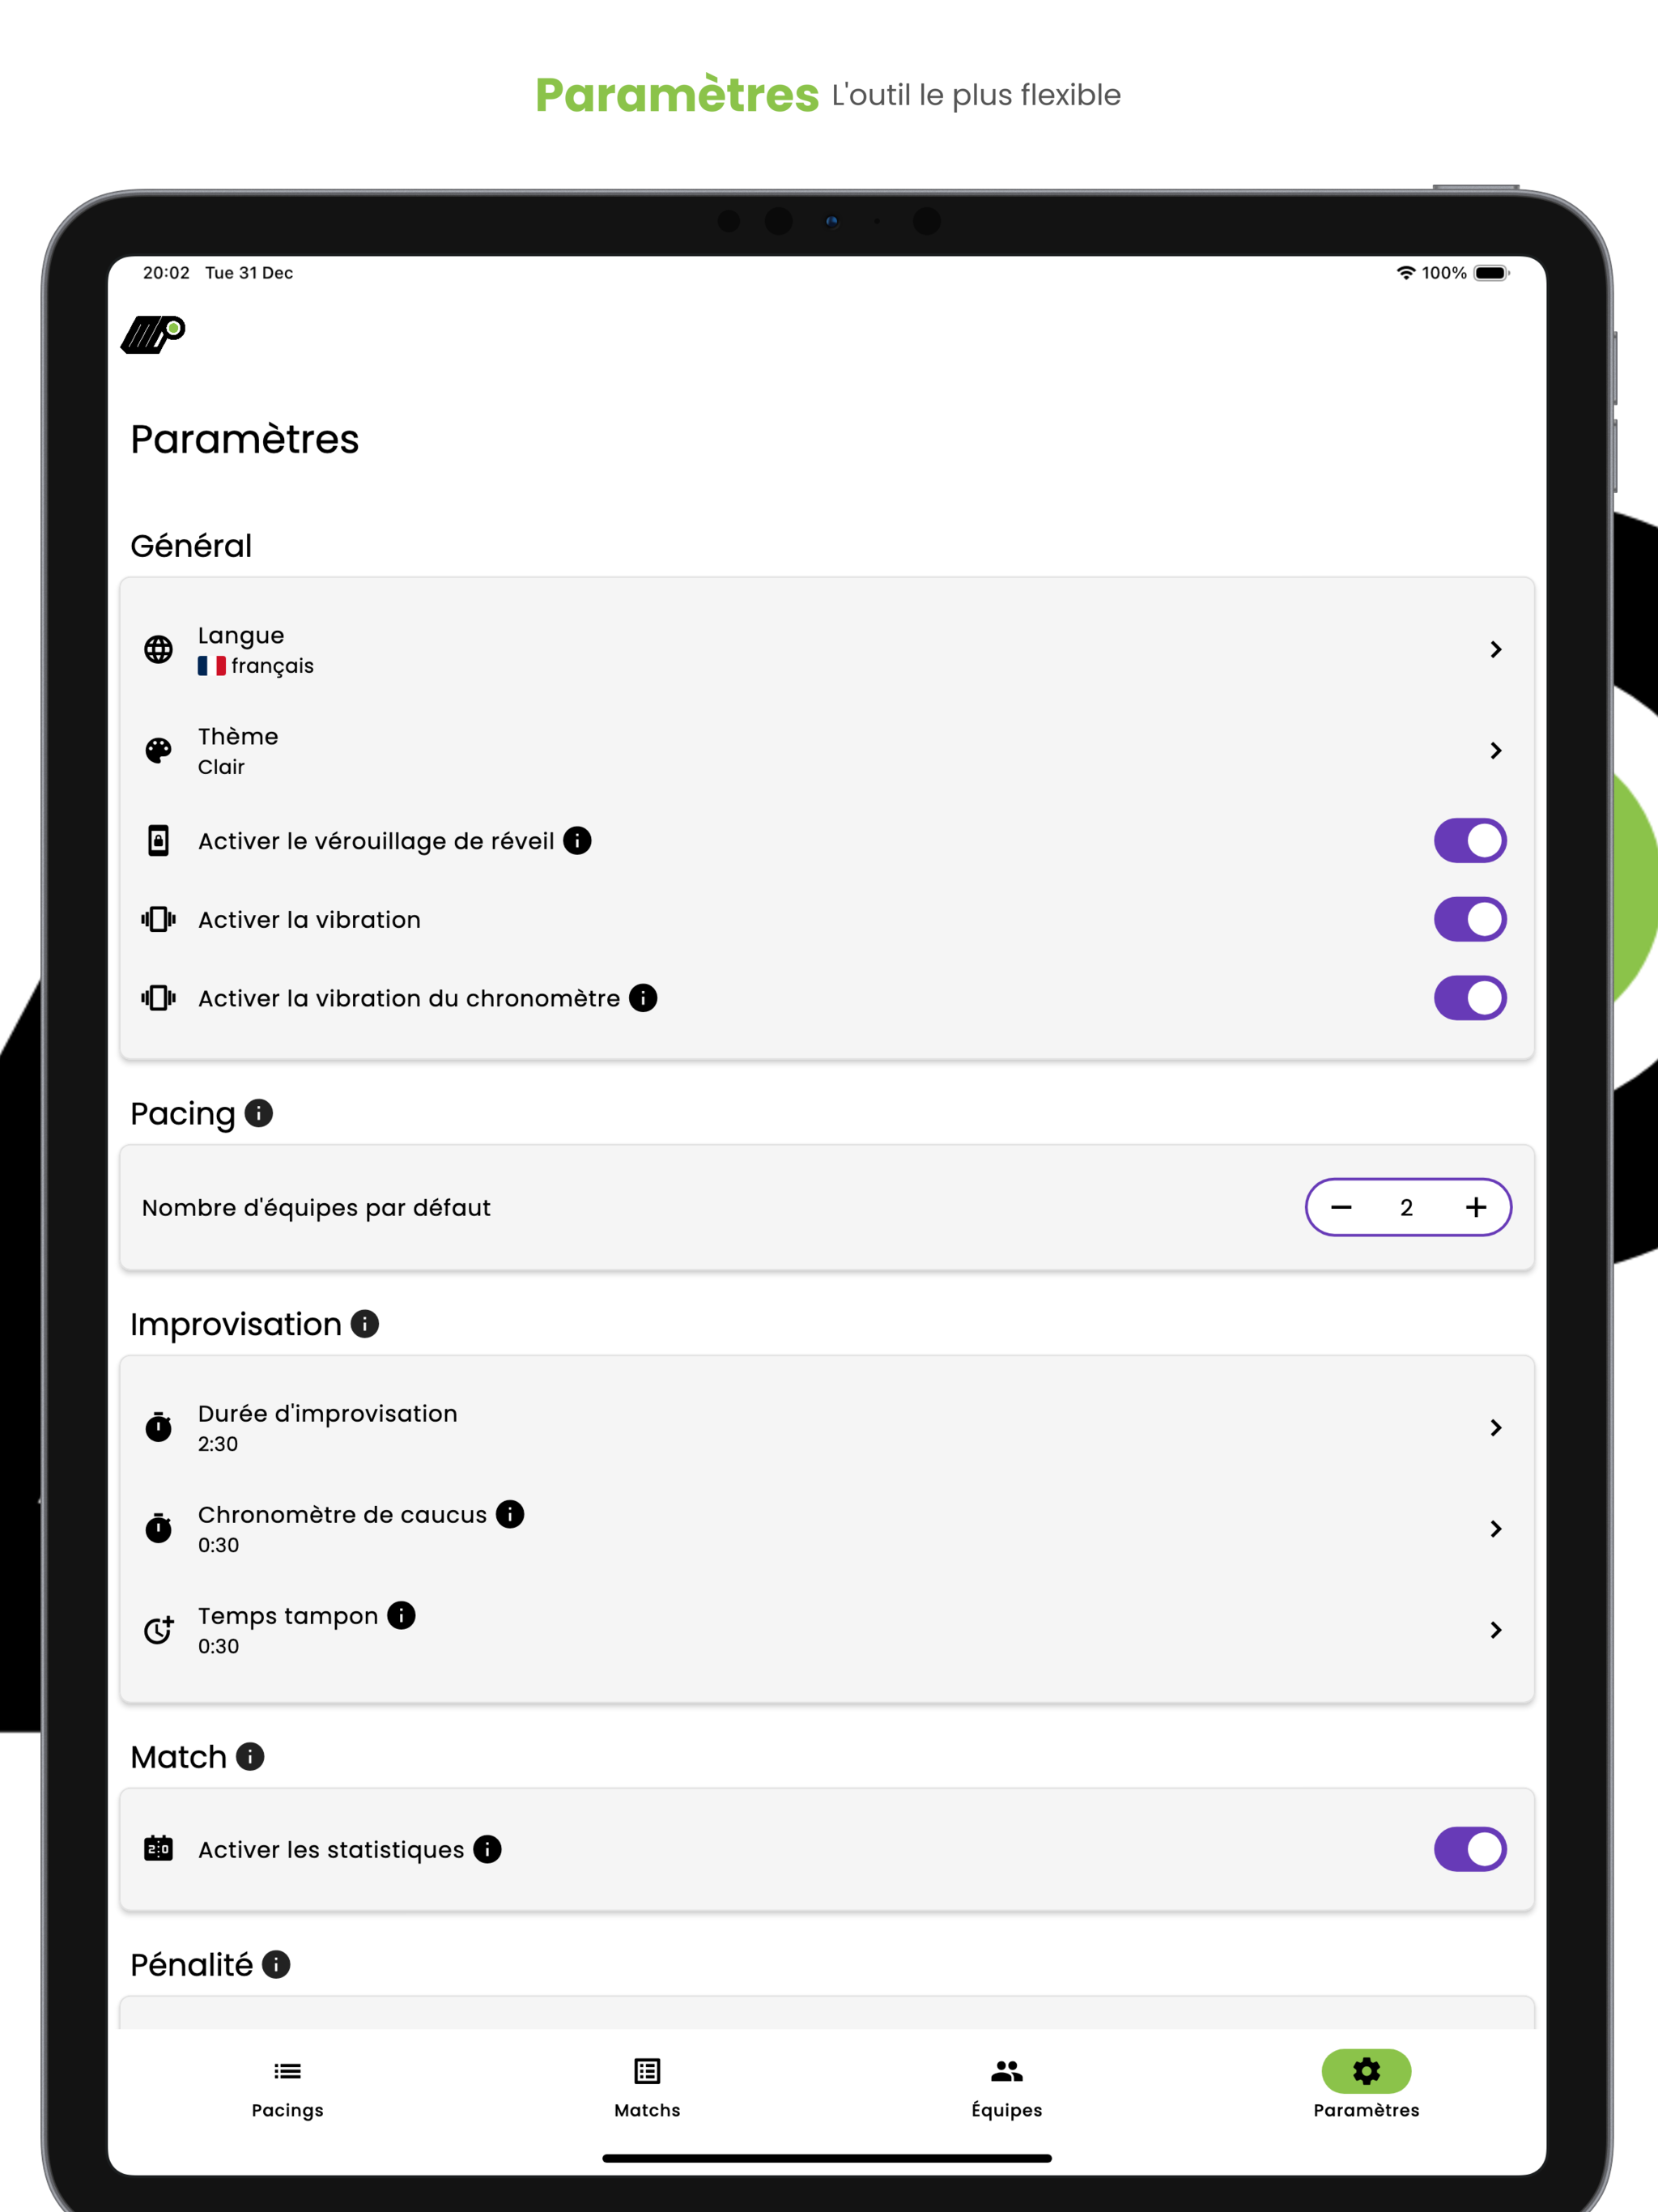 Paramètres L'outil le plus flexible
20:02 Tue 31 Dec
100%
Paramètres
Général
Langue
français
Thème
Clair
Activer le vérouillage de réveil
Activer la vibration
Activer la vibration du chronomètre
Pacing
Nombre d'équipes par défaut
2
Improvisation
Durée d'improvisation
2:30
Chronomètre de caucus
0:30
Temps tampon
0:30
Match
Activer les statistiques
Pénalité
Pacings
Matchs
Équipes
Paramètres